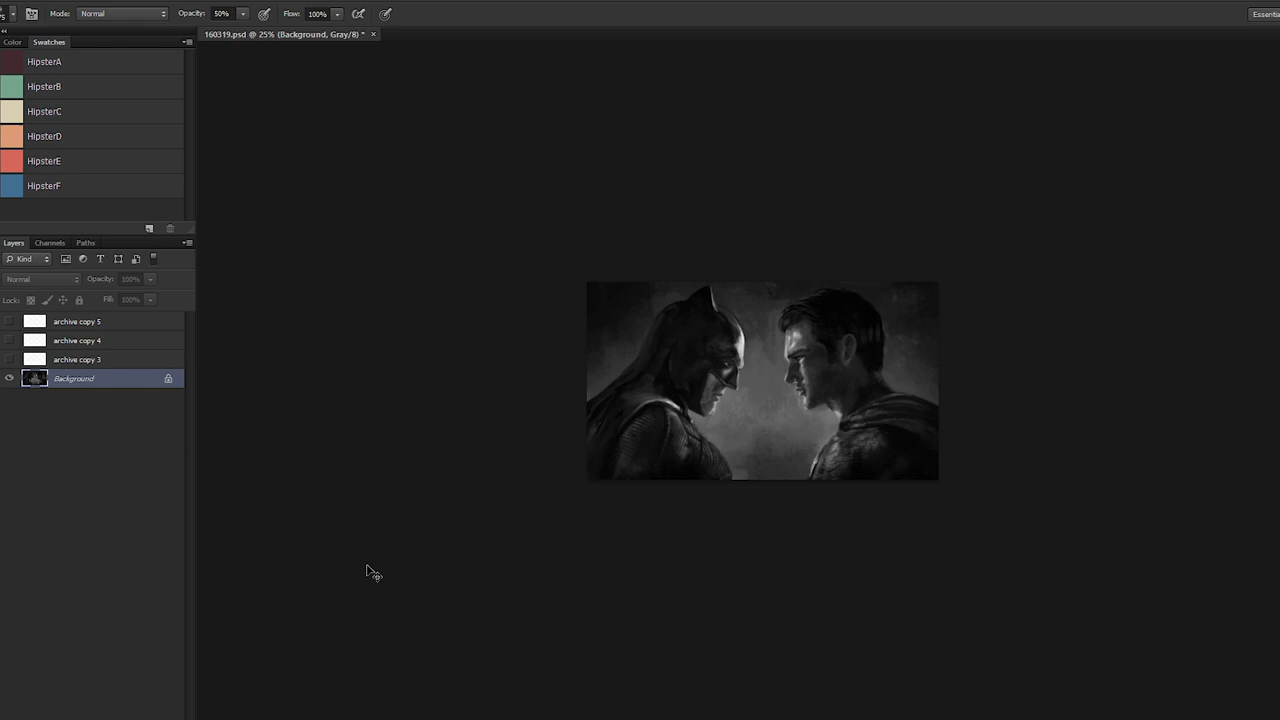 Mode: Normal Opacity: 50% Flow: 100%
160319.psd @ 25% (Background, Gray/8) * ×
Color Swatches
HipsterA
HipsterB
HipsterC
HipsterD
HipsterE
HipsterF
Layers Channels Paths
Kind
Normal Opacity: 100%
Lock: Fill: 100%
archive copy 5
archive copy 4
archive copy 3
Background